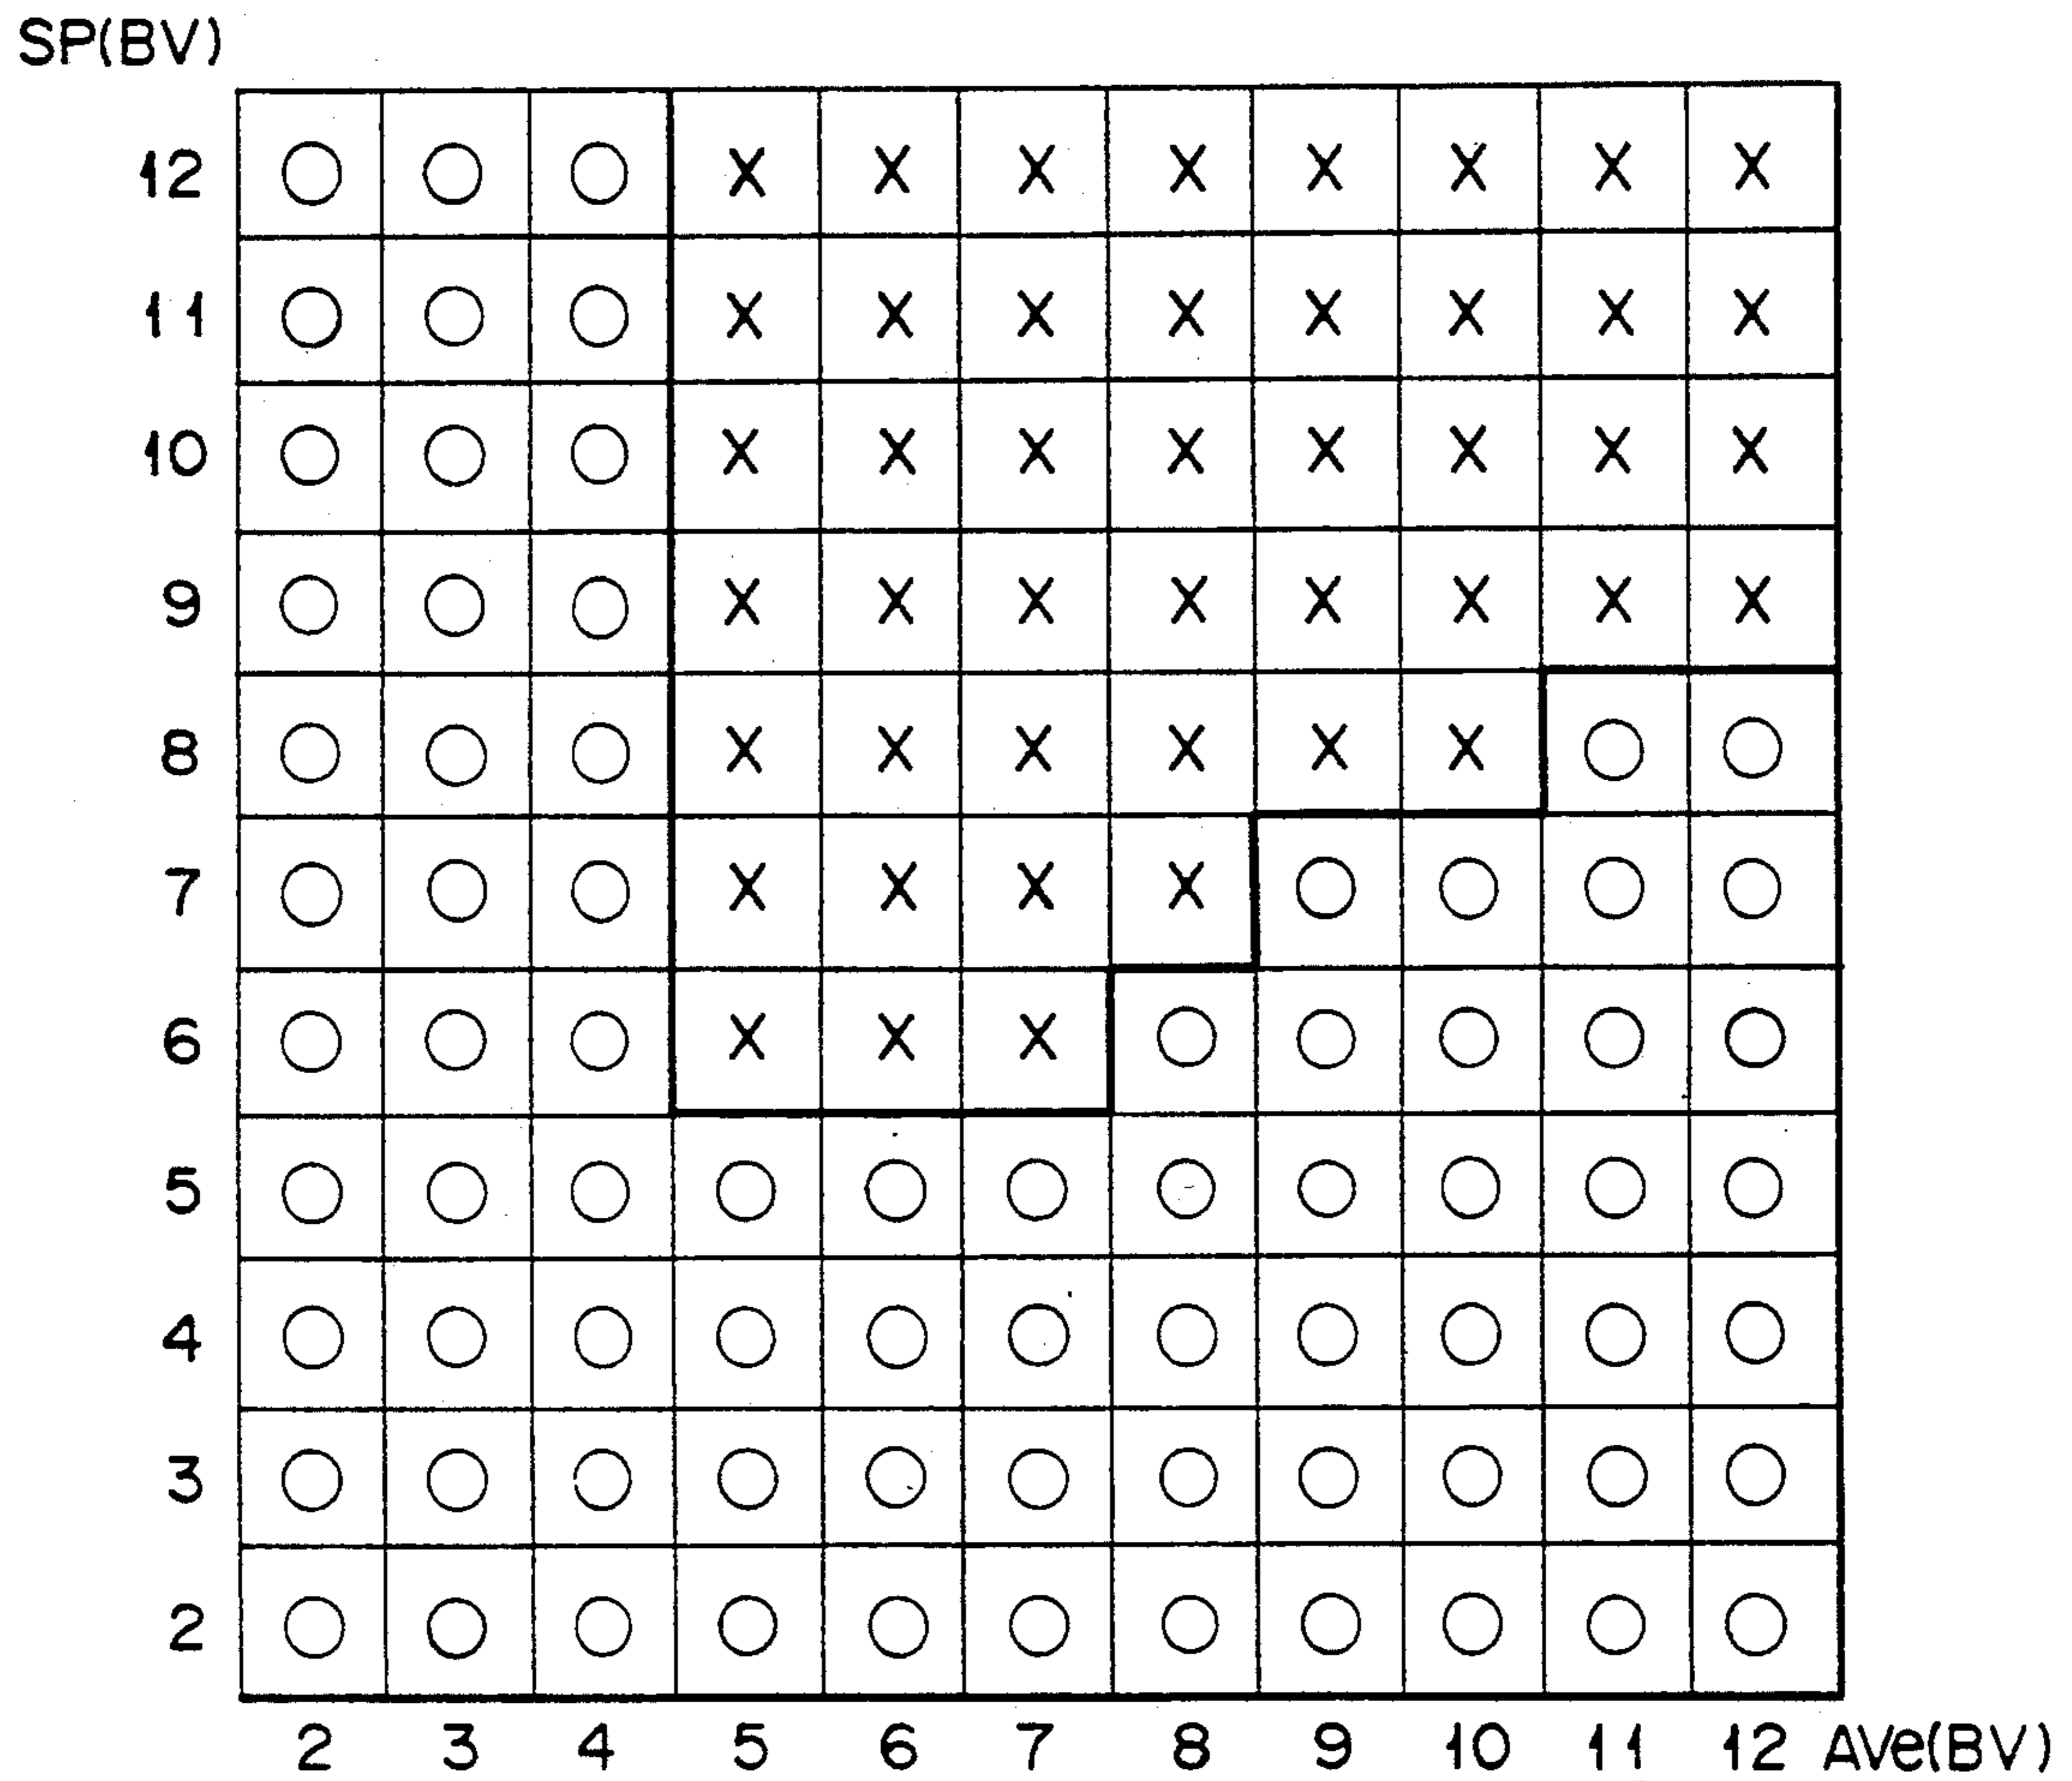 SP(BV)
12 ○ ○ ○ X X X X X X X X
11 ○ ○ ○ X X X X X X X X
10 ○ ○ ○ X X X X X X X X
9 ○ ○ ○ X X X X X X X X
8 ○ ○ ○ X X X X X X ○ ○
7 ○ ○ ○ X X X X ○ ○ ○ ○
6 ○ ○ ○ X X X ○ ○ ○ ○ ○
5 ○ ○ ○ ○ ○ ○ ○ ○ ○ ○ ○
4 ○ ○ ○ ○ ○ ○ ○ ○ ○ ○ ○
3 ○ ○ ○ ○ ○ ○ ○ ○ ○ ○ ○
2 ○ ○ ○ ○ ○ ○ ○ ○ ○ ○ ○
2 3 4 5 6 7 8 9 10 11 12 AVe(BV)